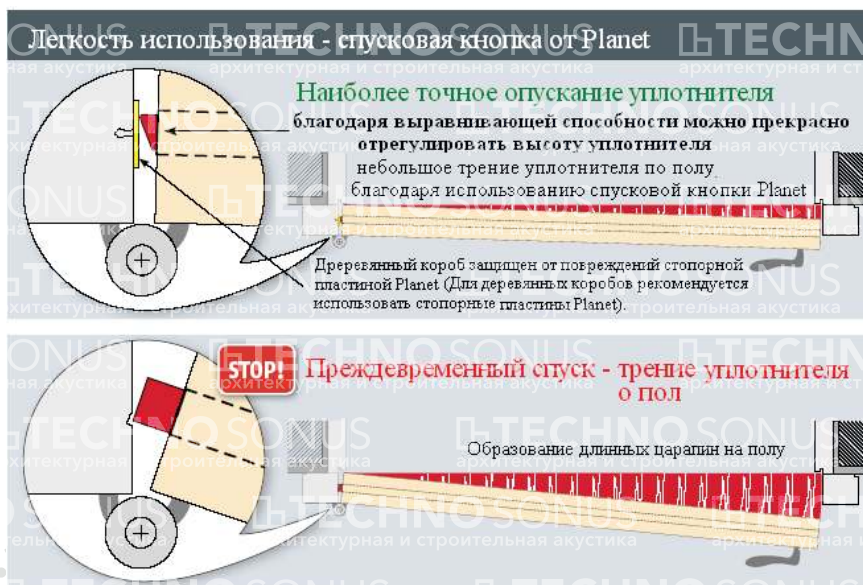 Легкость использования - спусковая кнопка от Planet
Наиболее точное опускание уплотнителя
благодаря выравнивающей способности можно прекрасно
отрегулировать высоту уплотнителя
небольшое трение уплотнителя по полу,
благодаря использованию спусковой кнопки Planet
Дреревянный короб защищен от повреждений стопорной
пластиной Planet (Для деревянных коробов рекомендуется
использовать стопорные пластины Planet).
STOP!
Преждевременный спуск - трение уплотнителя
о пол
Образование длинных царапин на полу
TECHNO SONUS
архитектурная и строительная акустика